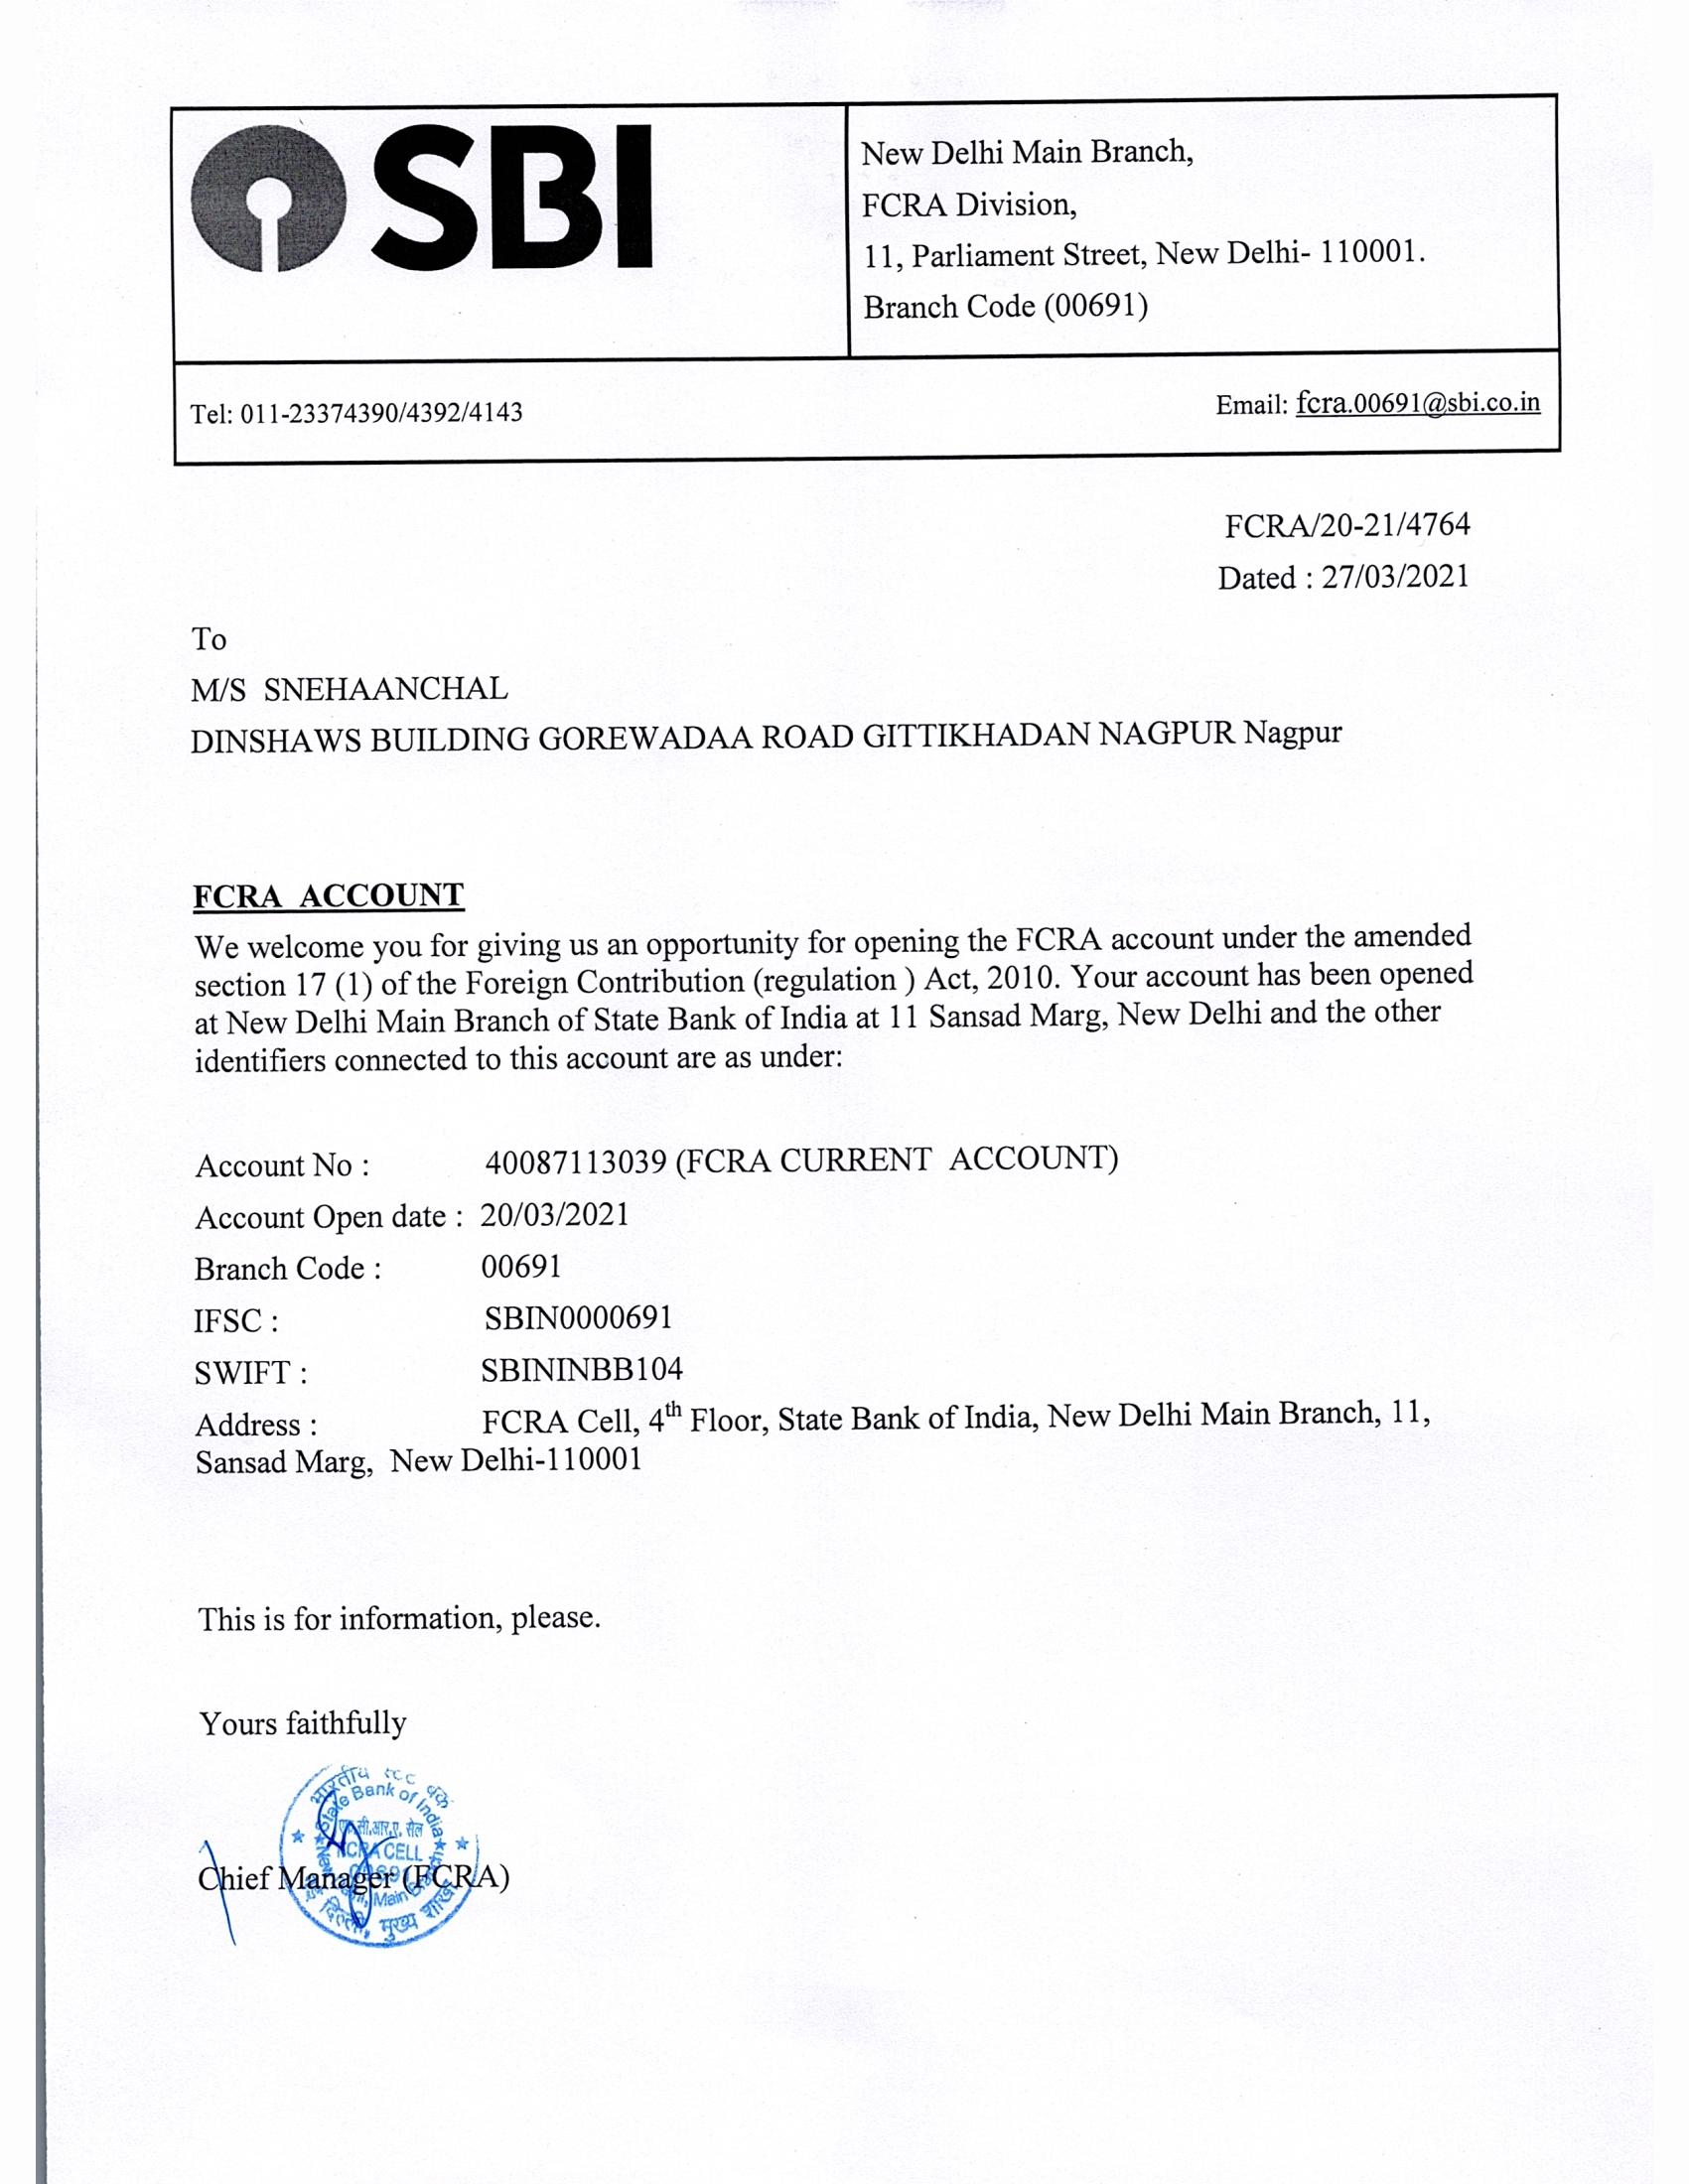 SBI
New Delhi Main Branch,
FCRA Division,
11, Parliament Street, New Delhi- 110001.
Branch Code (00691)
Tel: 011-23374390/4392/4143
Email: fcra.00691@sbi.co.in
FCRA/20-21/4764
Dated : 27/03/2021
To
M/S SNEHAANCHAL
DINSHAWS BUILDING GOREWADAA ROAD GITTIKHADAN NAGPUR Nagpur
FCRA ACCOUNT
We welcome you for giving us an opportunity for opening the FCRA account under the amended
section 17 (1) of the Foreign Contribution (regulation ) Act, 2010. Your account has been opened
at New Delhi Main Branch of State Bank of India at 11 Sansad Marg, New Delhi and the other
identifiers connected to this account are as under:
Account No : 40087113039 (FCRA CURRENT ACCOUNT)
Account Open date : 20/03/2021
Branch Code : 00691
IFSC : SBIN0000691
SWIFT : SBININBB104
Address : FCRA Cell, 4th Floor, State Bank of India, New Delhi Main Branch, 11,
Sansad Marg, New Delhi-110001
This is for information, please.
Yours faithfully
भारतीय
बैंक
Bank of India
सी.आर.ए. सेल
CELL
Main
दिल्ली, मुख्य शाखा
Chief Manager (FCRA)